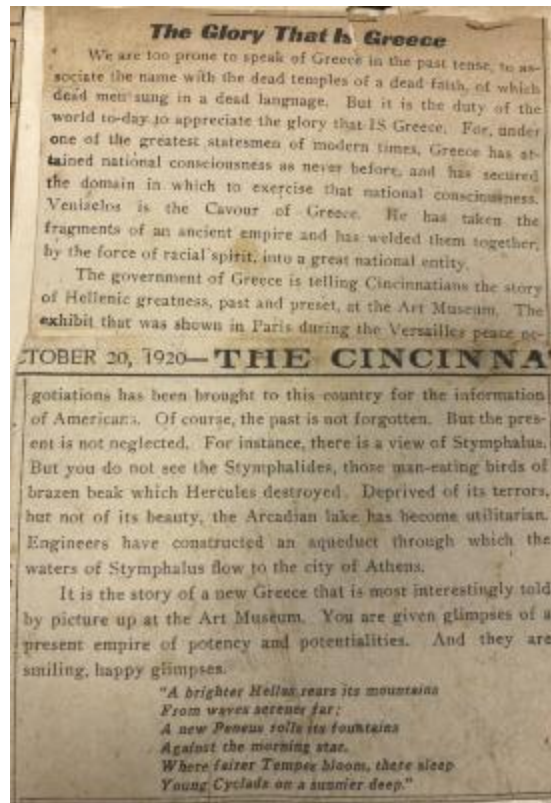 The Glory That Is Greece
We are too prone to speak of Greece in the past tense, to as-
sociate the name with the dead temples of a dead faith, of which
dead men sung in a dead language. But it is the duty of the
world to-day to appreciate the glory that IS Greece. For, under
one of the greatest statesmen of modern times, Greece has at-
tained national consciousness as never before, and has secured
the domain in which to exercise that national consciousness.
Venizelos is the Cavour of Greece. He has taken the
fragments of an ancient empire and has welded them together,
by the force of racial spirit, into a great national entity.
The government of Greece is telling Cincinnatians the story
of Hellenic greatness, past and preset, at the Art Museum. The
exhibit that was shown in Paris during the Versailles peace ne-
CTOBER 20, 1920—THE CINCINNA
gotiations has been brought to this country for the information
of Americans. Of course, the past is not forgotten. But the pres-
ent is not neglected. For instance, there is a view of Stymphalus.
But you do not see the Stymphalides, those man-eating birds of
brazen beak which Hercules destroyed. Deprived of its terrors,
but not of its beauty, the Arcadian lake has become utilitarian.
Engineers have constructed an aqueduct through which the
waters of Stymphalus flow to the city of Athens.
It is the story of a new Greece that is most interestingly told
by picture up at the Art Museum. You are given glimpses of a
present empire of potency and potentialities. And they are
smiling, happy glimpses.
"A brighter Hellas rears its mountains
From waves serener far;
A new Peneus rolls its fountains
Against the morning star.
Where fairer Tempes bloom, there sleep
Young Cyclads on a sunnier deep."